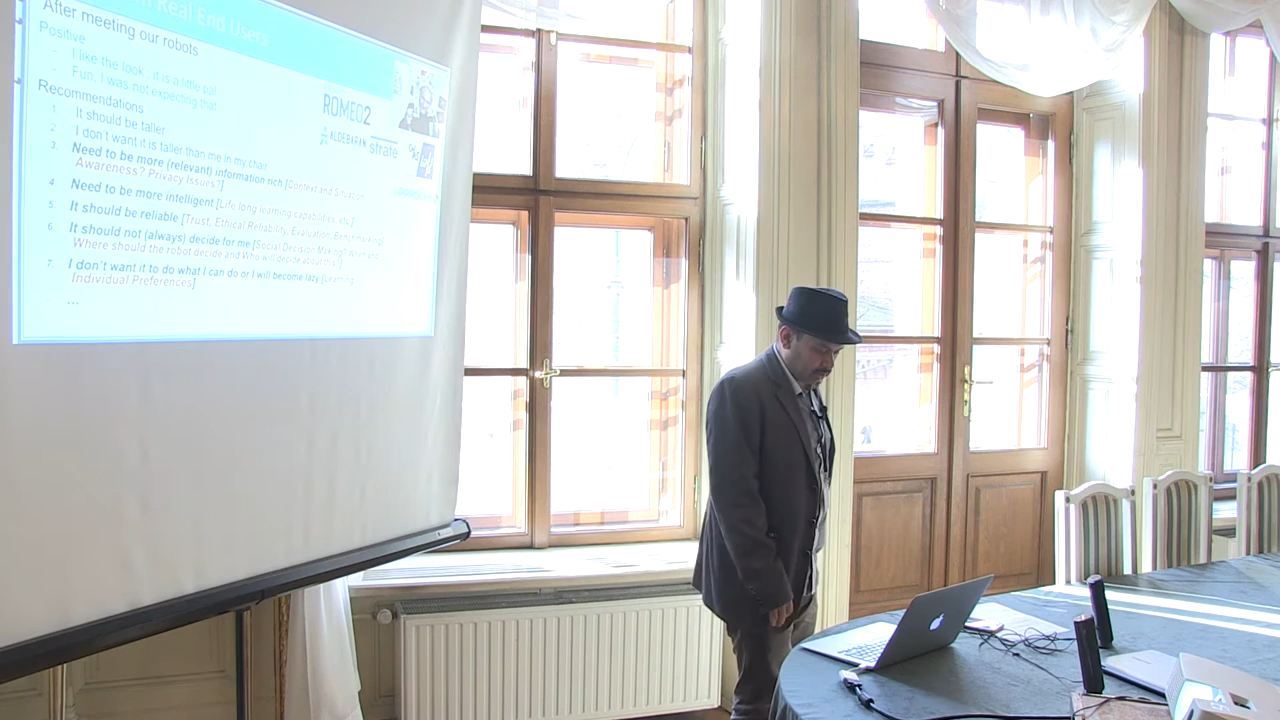 Real End Users
After meeting our robots
Positive
– I like the look, it is a little pal
– Fun, I was not expecting that
Recommendations
1. It should be taller
2. I don't want it is taller than me in my chair
3. Need to be more (relevant) information rich [Context and Situation
Awareness? Privacy Issues?]
4. Need to be more intelligent [Life long learning capabilities, etc.]
5. It should be reliable [Trust, Ethical Reliability, Evaluation, Benchmarking
6. It should not (always) decide for me [Social Decision Making? When and
Where should the robot decide and Who will decide about this?]
7. I don't want it to do what I can do or I will become lazy [Learning
Individual Preferences]
...
ROMEO2
ALDEBARAN
strate